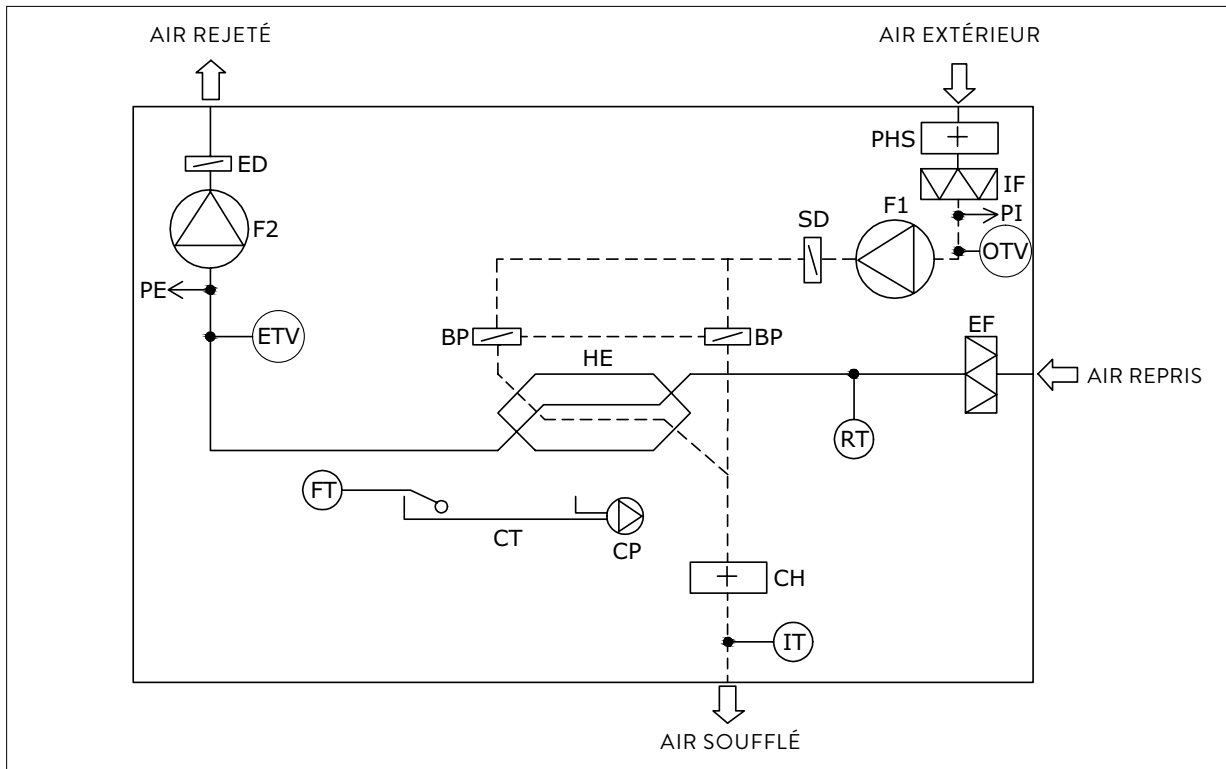 AIR REJETÉ
AIR EXTÉRIEUR
PHS
ED
IF
F2
F1
PI
SD
OTV
PE
ETV
BP
BP
EF
HE
AIR REPRIS
RT
FT
CT
CP
CH
IT
AIR SOUFFLÉ